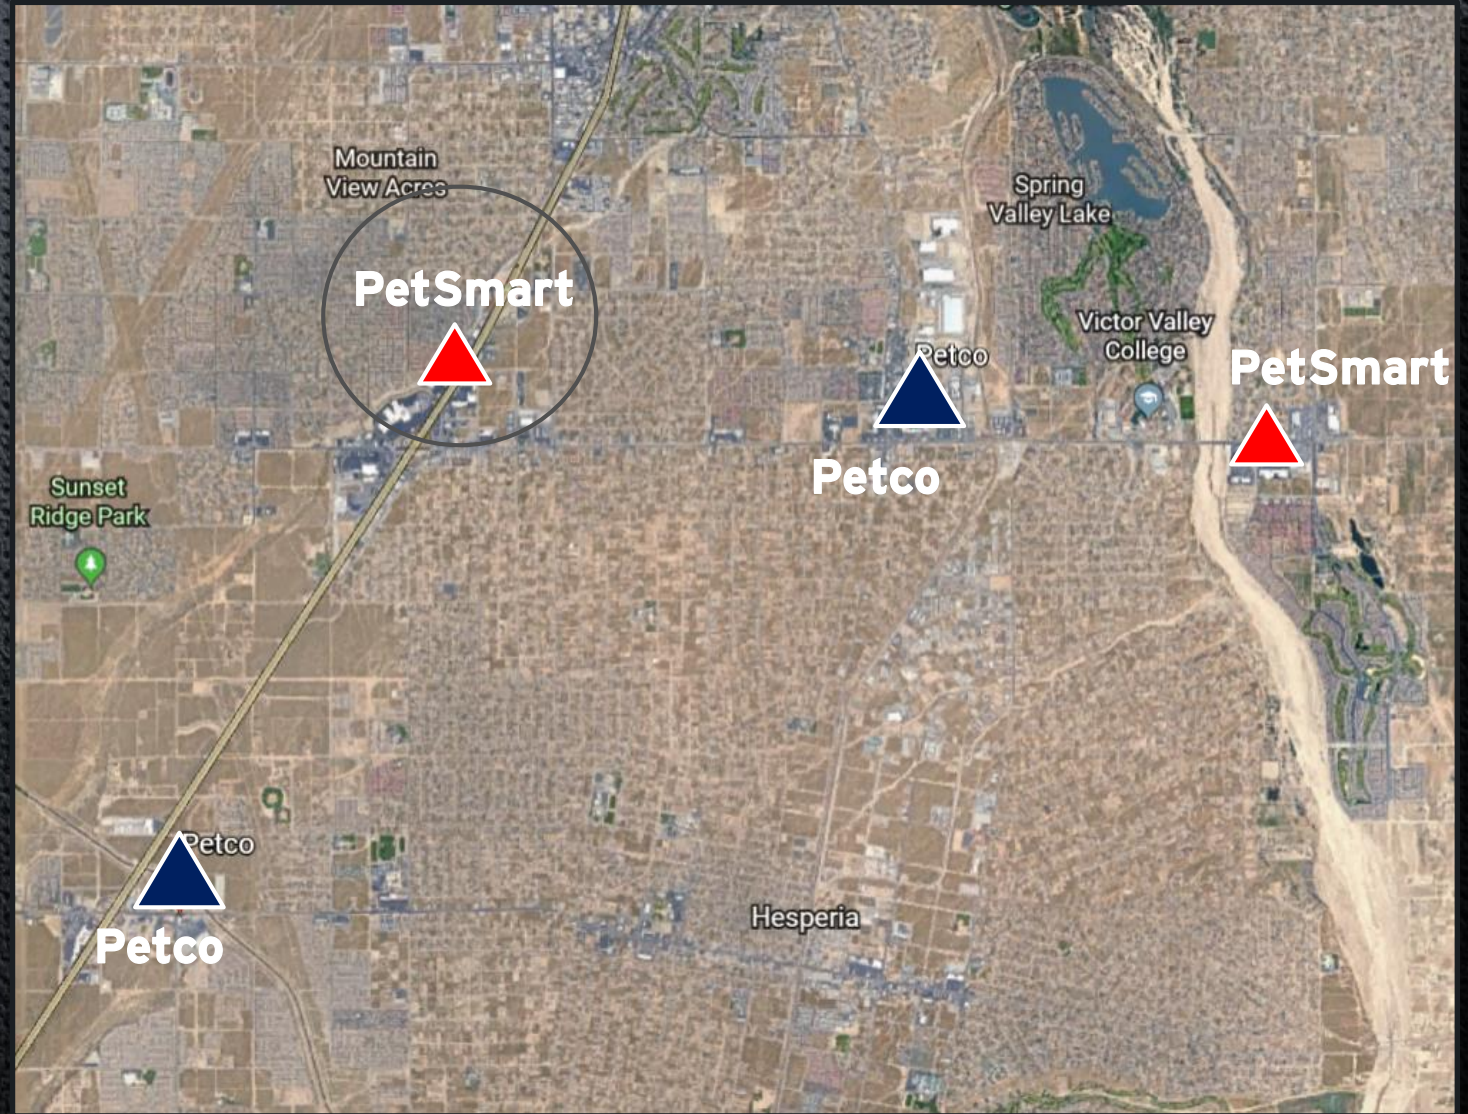 Mountain
View Acres
Spring
Valley Lake
PetSmart
Victor Valley
College
Petco
PetSmart
Petco
Sunset
Ridge Park
Petco
Hesperia
Petco